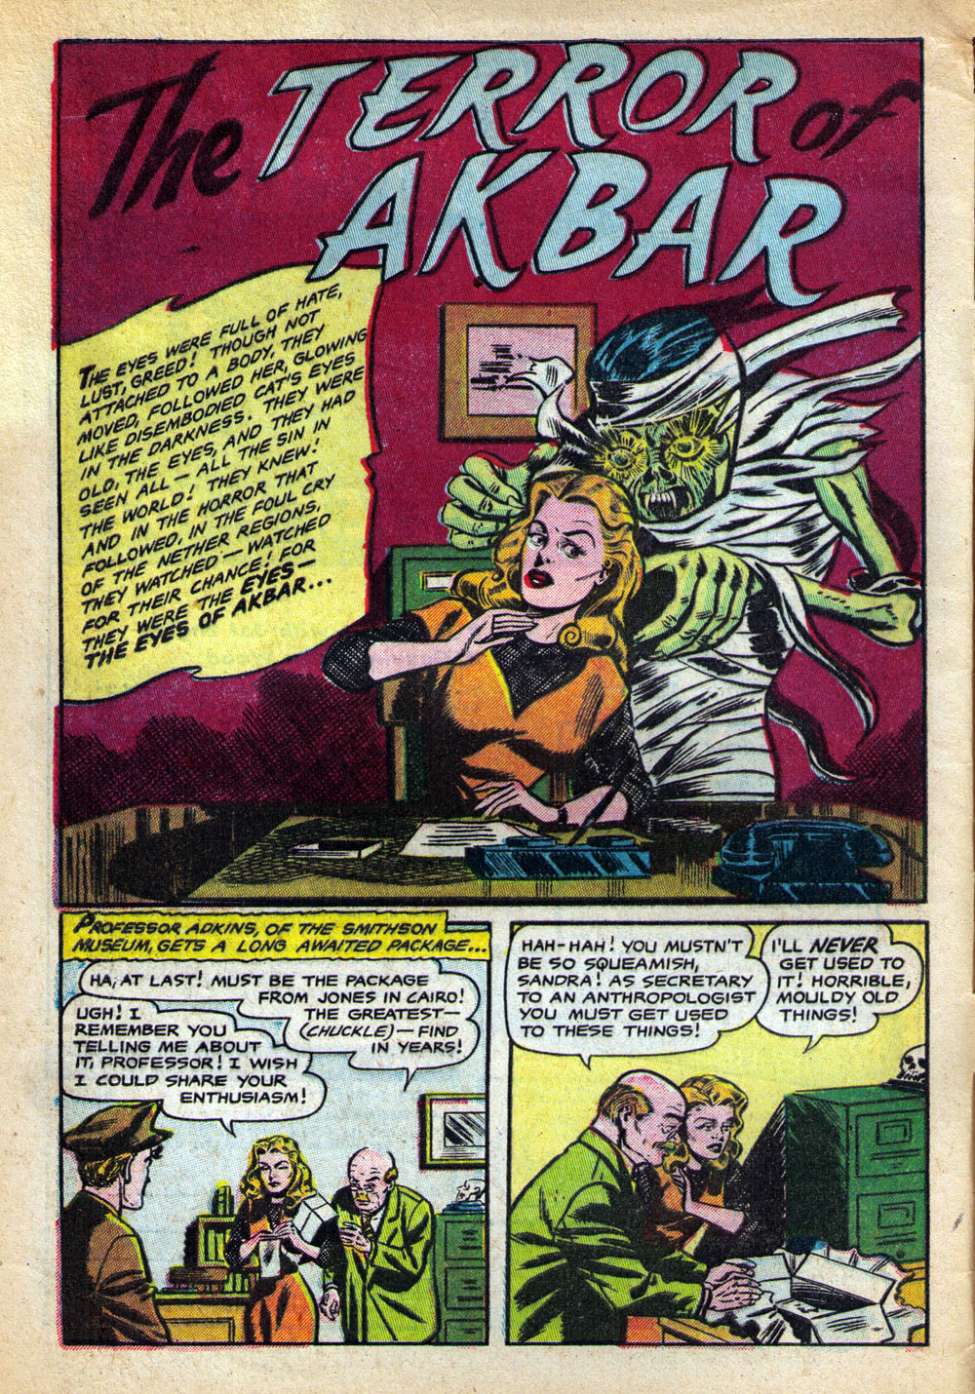 The TERROR of
AKBAR
THE EYES WERE FULL OF HATE,
LUST, GREED! THOUGH NOT
ATTACHED TO A BODY, THEY
MOVED, FOLLOWED HER, GLOWING
LIKE DISEMBODIED CAT'S EYES
IN THE DARKNESS. THEY WERE
OLD, THE EYES, AND THEY HAD
SEEN ALL — ALL THE SIN IN
THE WORLD! THEY KNEW!
AND IN THE HORROR THAT
FOLLOWED, IN THE FOUL CRY
OF THE NETHER REGIONS,
THEY WATCHED — WATCHED
FOR THEIR CHANCE! FOR
THEY WERE THE EYES —
THE EYES OF AKBAR...
PROFESSOR ADKINS, OF THE SMITHSON
MUSEUM, GETS A LONG AWAITED PACKAGE...
HA, AT LAST! MUST BE THE PACKAGE
FROM JONES IN CAIRO!
THE GREATEST —
(CHUCKLE) — FIND
IN YEARS!
UGH! I
REMEMBER YOU
TELLING ME ABOUT
IT, PROFESSOR! I WISH
I COULD SHARE YOUR
ENTHUSIASM!
HAH-HAH! YOU MUSTN'T
BE SO SQUEAMISH,
SANDRA! AS SECRETARY
TO AN ANTHROPOLOGIST
YOU MUST GET USED
TO THESE THINGS!
I'LL NEVER
GET USED TO
IT! HORRIBLE,
MOULDY OLD
THINGS!